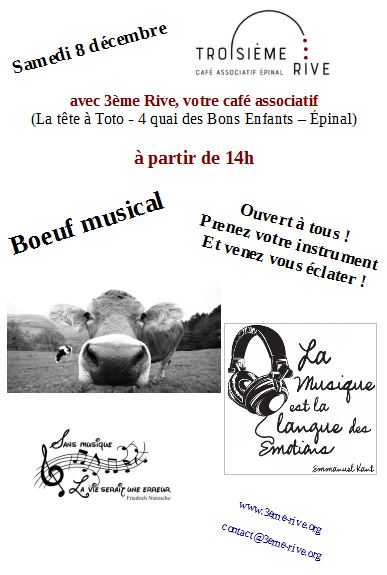 Samedi 8 décembre
TROISIÈME
RIVE
CAFÉ ASSOCIATIF ÉPINAL
avec 3ème Rive, votre café associatif
(La tête à Toto - 4 quai des Bons Enfants – Épinal)
à partir de 14h
Boeuf musical
Ouvert à tous !
Prenez votre instrument
Et venez vous éclater !
La
Musique
est la
langue des
Emotions
Emmanuel Kant
Sans musique
La vie serait une erreur
Friedrich Nietzsche
www.3eme-rive.org
contact@3eme-rive.org